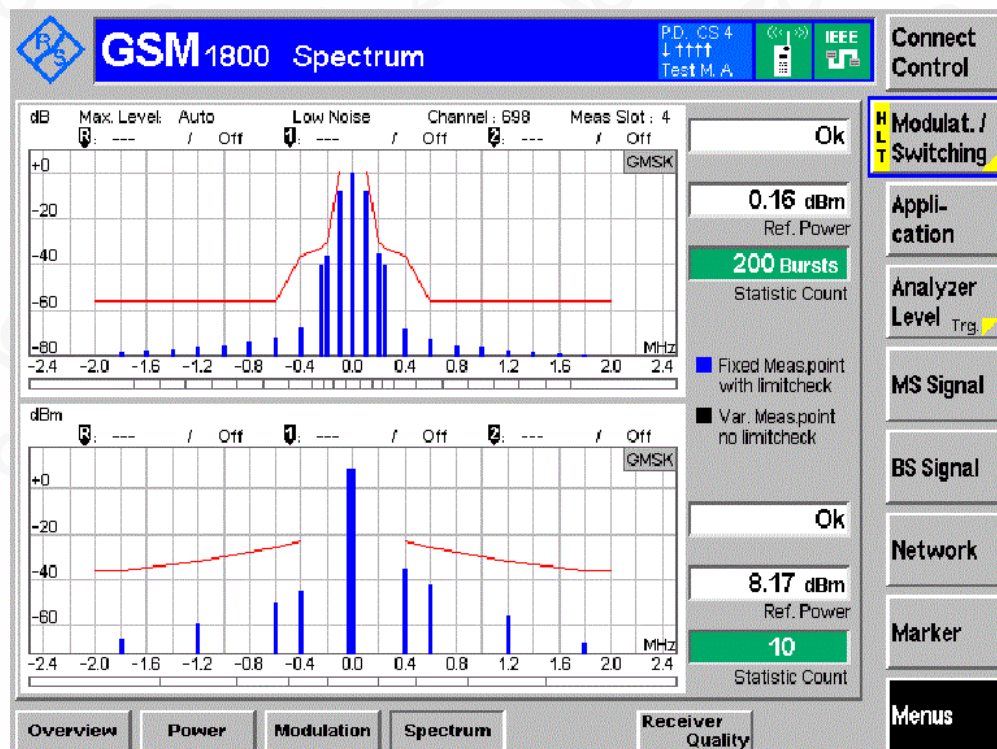 R/S
GSM 1800 Spectrum
P.D. CS 4
↓ ↑↑↑↑
Test M. A.
IEEE
Connect
Control
H
L
T
Modulat. /
Switching
Appli-
cation
Analyzer
Level Trg.
MS Signal
BS Signal
Network
Marker
Menus
dB Max. Level: Auto Low Noise Channel : 698 Meas Slot : 4
R: --- / Off 1: --- / Off 2: --- / Off
GMSK
+0
-20
-40
-60
-80
MHz
-2.4 -2.0 -1.6 -1.2 -0.8 -0.4 0.0 0.4 0.8 1.2 1.6 2.0 2.4
Ok
0.16 dBm
Ref. Power
200 Bursts
Statistic Count
Fixed Meas.point
with limitcheck
Var. Meas.point
no limitcheck
dBm
R: --- / Off 1: --- / Off 2: --- / Off
GMSK
+0
-20
-40
-60
MHz
-2.4 -2.0 -1.6 -1.2 -0.8 -0.4 0.0 0.4 0.8 1.2 1.6 2.0 2.4
Ok
8.17 dBm
Ref. Power
10
Statistic Count
Overview Power Modulation Spectrum
Receiver
Quality